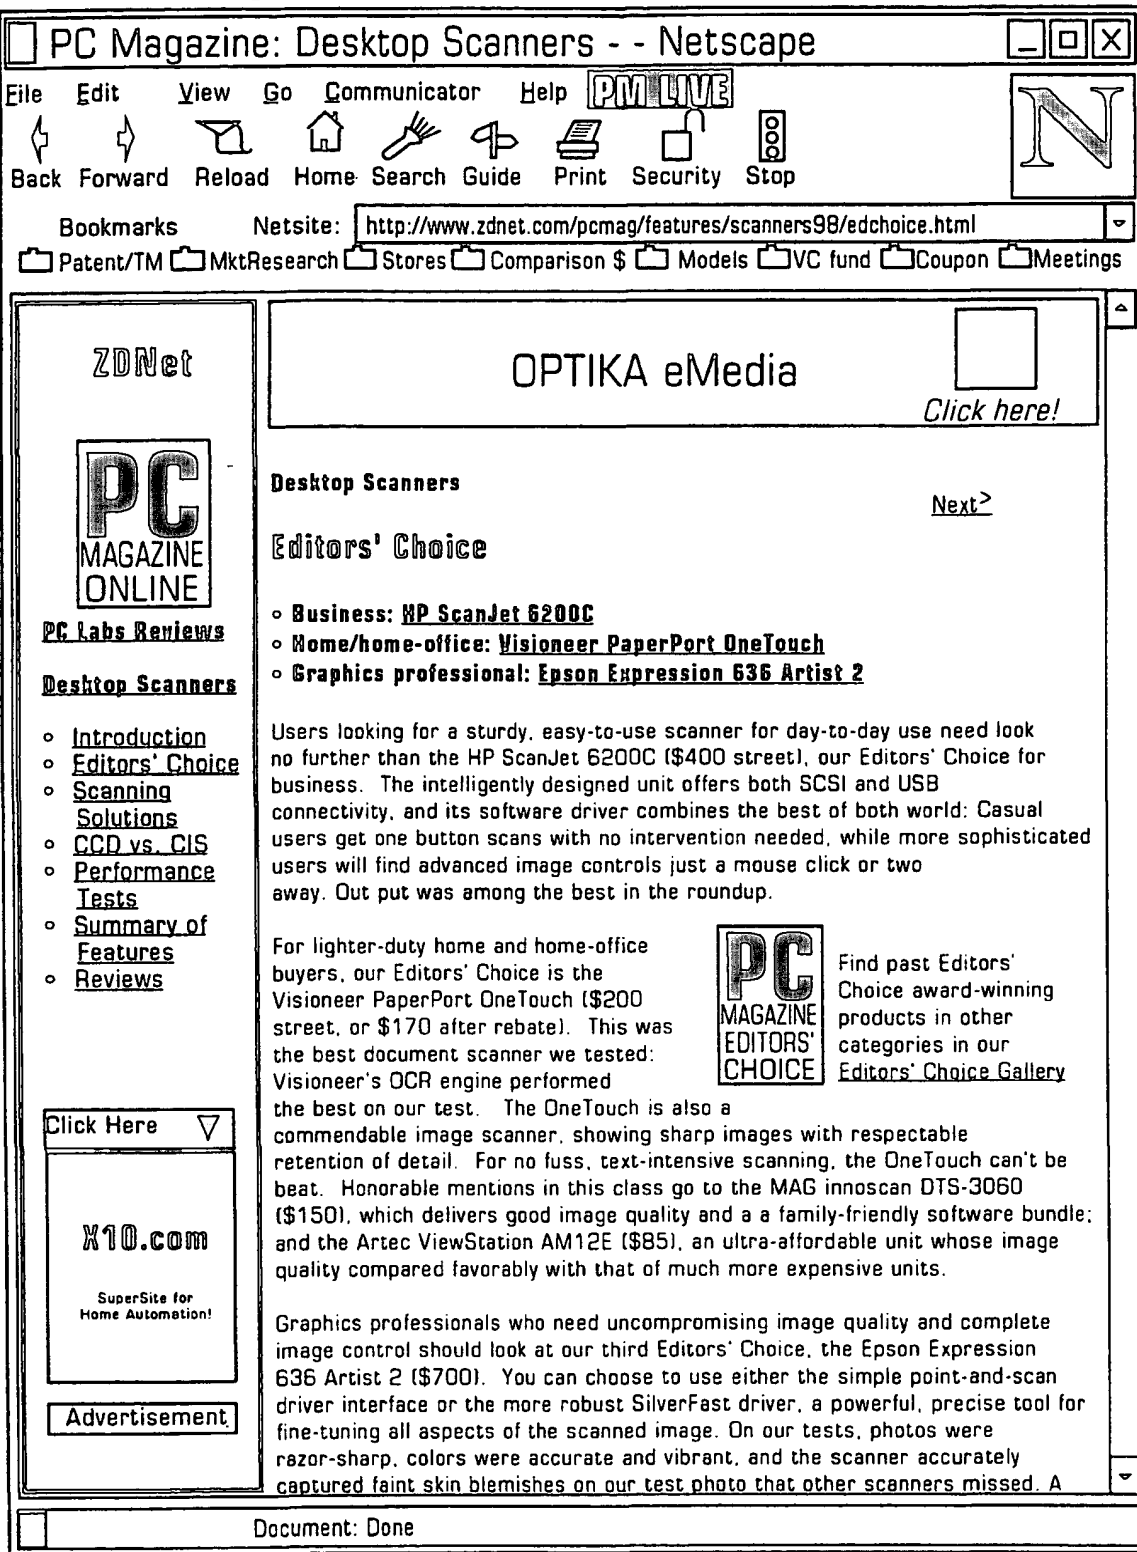 PC Magazine: Desktop Scanners - - Netscape
File Edit View Go Communicator Help PM LIVE
N
Back Forward Reload Home Search Guide Print Security Stop
Bookmarks Netsite: http://www.zdnet.com/pcmag/features/scanners98/edchoice.html
Patent/TM MktResearch Stores Comparison $ Models VC fund Coupon Meetings
ZDNet
PC
MAGAZINE
ONLINE
PC Labs Reviews
Desktop Scanners
Introduction
Editors' Choice
Scanning
Solutions
CCD vs. CIS
Performance
Tests
Summary of
Features
Reviews
Click Here
X10.com
SuperSite for
Home Automation!
Advertisement
OPTIKA eMedia
Click here!
Desktop Scanners
Next>
Editors' Choice
Business: HP ScanJet 6200C
Home/home-office: Visioneer PaperPort OneTouch
Graphics professional: Epson Expression 636 Artist 2
Users looking for a sturdy, easy-to-use scanner for day-to-day use need look
no further than the HP ScanJet 6200C ($400 street), our Editors' Choice for
business. The intelligently designed unit offers both SCSI and USB
connectivity, and its software driver combines the best of both world: Casual
users get one button scans with no intervention needed, while more sophisticated
users will find advanced image controls just a mouse click or two
away. Out put was among the best in the roundup.
For lighter-duty home and home-office
buyers, our Editors' Choice is the
Visioneer PaperPort OneTouch ($200
street, or $170 after rebate). This was
the best document scanner we tested:
Visioneer's OCR engine performed
the best on our test. The OneTouch is also a
commendable image scanner, showing sharp images with respectable
retention of detail. For no fuss, text-intensive scanning, the OneTouch can't be
beat. Honorable mentions in this class go to the MAG innoscan DTS-3060
($150), which delivers good image quality and a a family-friendly software bundle;
and the Artec ViewStation AM12E ($85), an ultra-affordable unit whose image
quality compared favorably with that of much more expensive units.
PC
MAGAZINE
EDITORS'
CHOICE
Find past Editors'
Choice award-winning
products in other
categories in our
Editors' Choice Gallery
Graphics professionals who need uncompromising image quality and complete
image control should look at our third Editors' Choice, the Epson Expression
636 Artist 2 ($700). You can choose to use either the simple point-and-scan
driver interface or the more robust SilverFast driver, a powerful, precise tool for
fine-tuning all aspects of the scanned image. On our tests, photos were
razor-sharp, colors were accurate and vibrant, and the scanner accurately
captured faint skin blemishes on our test photo that other scanners missed. A
Document: Done